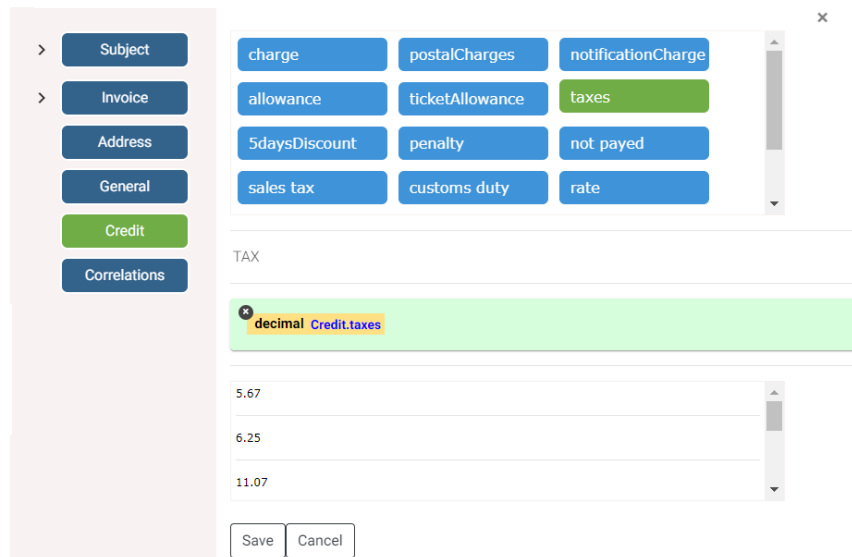 ×
> Subject
> Invoice
Address
General
Credit
Correlations
charge postalCharges notificationCharge
allowance ticketAllowance taxes
5daysDiscount penalty not payed
sales tax customs duty rate
TAX
decimal Credit.taxes
5.67
6.25
11.07
Save Cancel